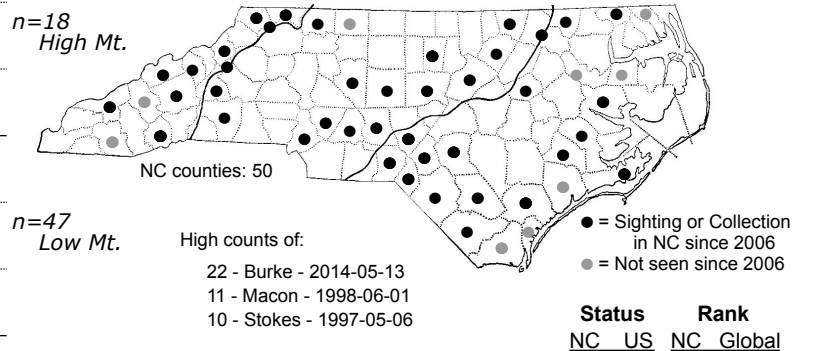 n=18
High Mt.
NC counties: 50
n=47
Low Mt.
High counts of:
22 - Burke - 2014-05-13
11 - Macon - 1998-06-01
10 - Stokes - 1997-05-06
= Sighting or Collection
in NC since 2006
= Not seen since 2006
Status Rank
NC US NC Global